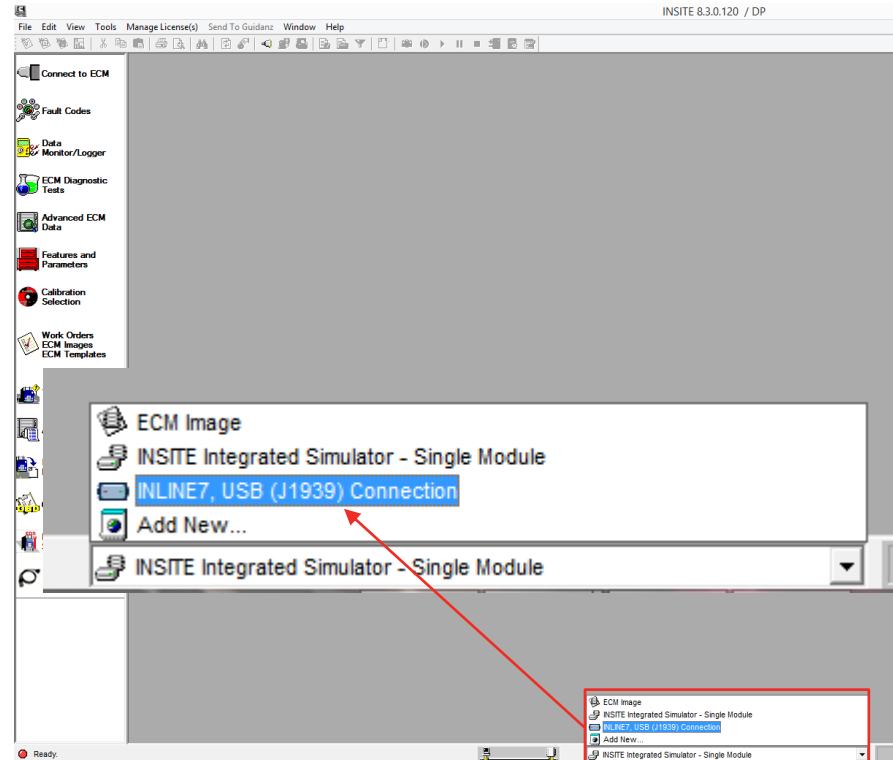 INSITE 8.3.0.120 / DP
File Edit View Tools Manage License(s) Send To Guidanz Window Help
Connect to ECM
Fault Codes
Data
Monitor/Logger
ECM Diagnostic
Tests
Advanced ECM
Data
Features and
Parameters
Calibration
Selection
Work Orders
ECM Images
ECM Templates
ECM Image
INSITE Integrated Simulator - Single Module
INLINE7, USB (J1939) Connection
Add New...
INSITE Integrated Simulator - Single Module
ECM Image
INSITE Integrated Simulator - Single Module
INLINE7, USB (J1939) Connection
Add New...
Ready.
INSITE Integrated Simulator - Single Module